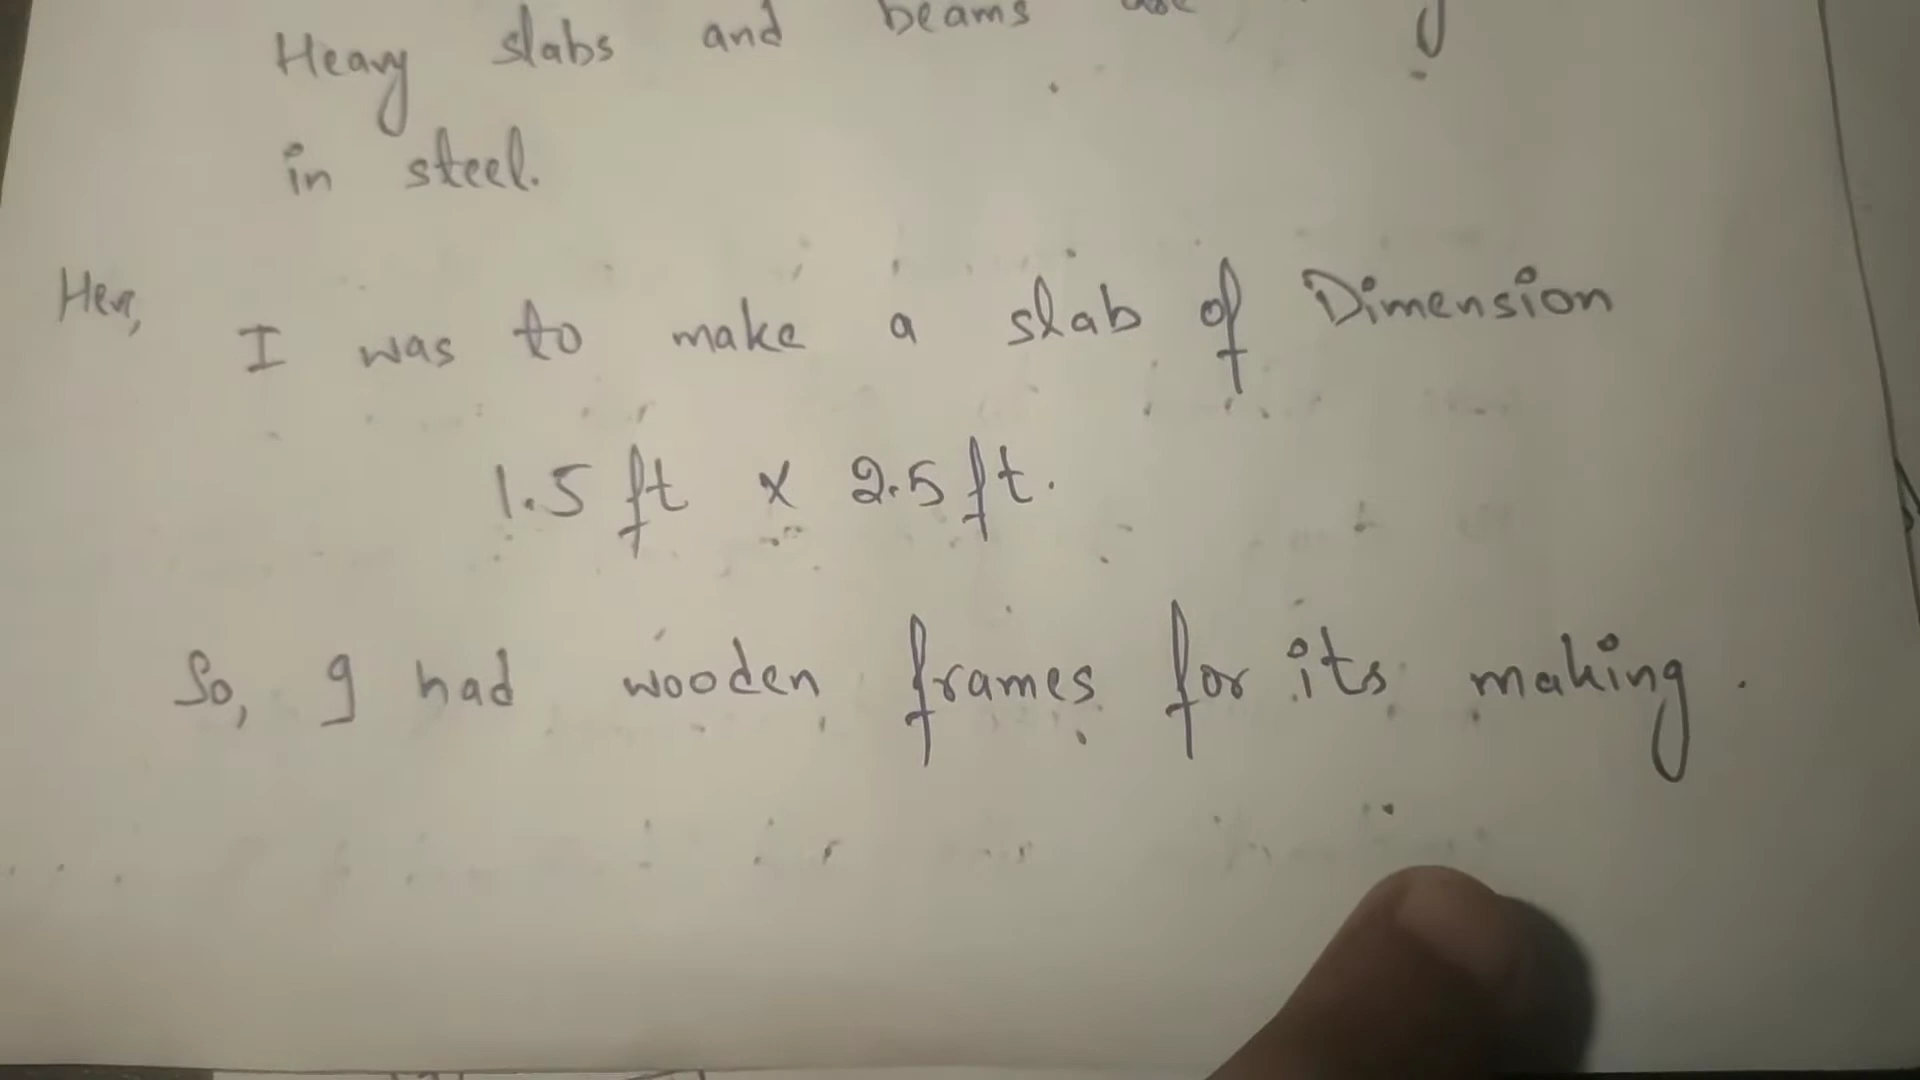 Heavy slabs and beams are
in steel.
Here, I was to make a slab of Dimension
1.5 ft x 2.5 ft.
So, I had wooden frames for its making.